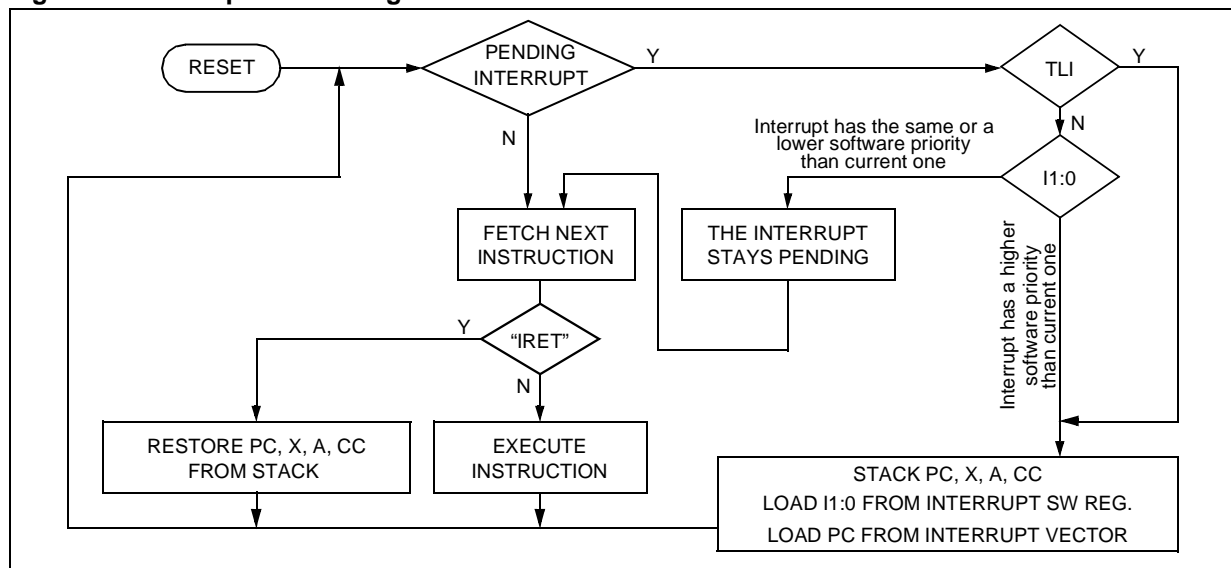 RESET
PENDING
INTERRUPT
Y
TLI
Y
N
N
Interrupt has the same or a
lower software priority
than current one
I1:0
FETCH NEXT
INSTRUCTION
THE INTERRUPT
STAYS PENDING
Interrupt has a higher
software priority
than current one
Y
“IRET”
N
RESTORE PC, X, A, CC
FROM STACK
EXECUTE
INSTRUCTION
STACK PC, X, A, CC
LOAD I1:0 FROM INTERRUPT SW REG.
LOAD PC FROM INTERRUPT VECTOR